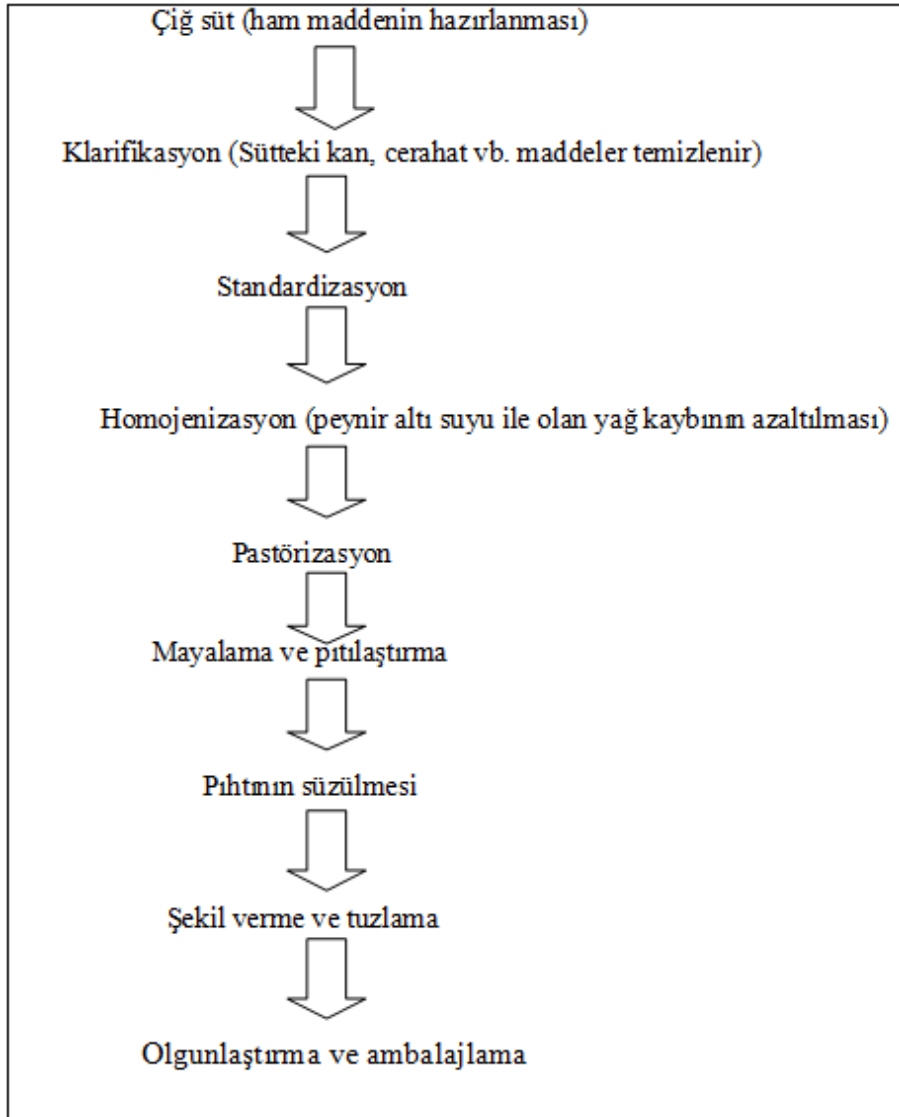 Çiğ süt (ham maddenin hazırlanması)
Klarifikasyon (Sütteki kan, cerahat vb. maddeler temizlenir)
Standardizasyon
Homojenizasyon (peynir altı suyu ile olan yağ kaybının azaltılması)
Pastörizasyon
Mayalama ve pıtılaştırma
Pıhtının süzülmesi
Şekil verme ve tuzlama
Olgunlaştırma ve ambalajlama